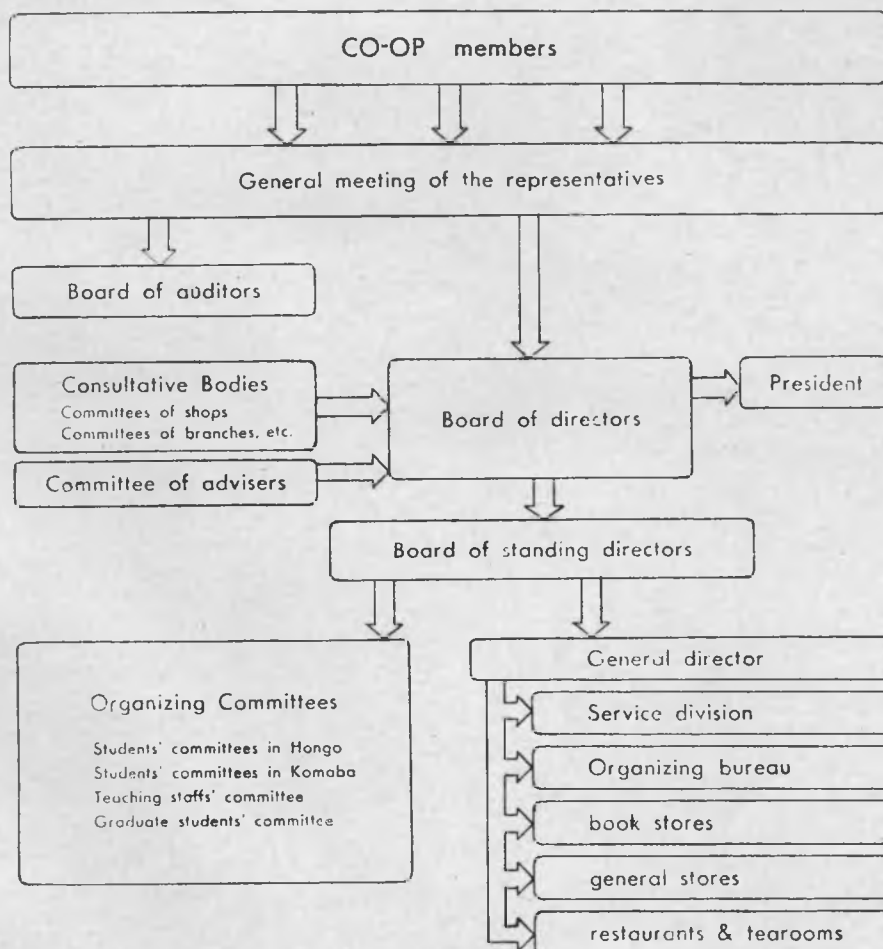 CO-OP members
General meeting of the representatives
Board of auditors
Consultative Bodies
Committees of shops
Committees of branches, etc.
Board of directors
President
Committee of advisers
Board of standing directors
Organizing Committees
Students' committees in Hongo
Students' committees in Komaba
Teaching staffs' committee
Graduate students' committee
General director
Service division
Organizing bureau
book stores
general stores
restaurants & tearooms